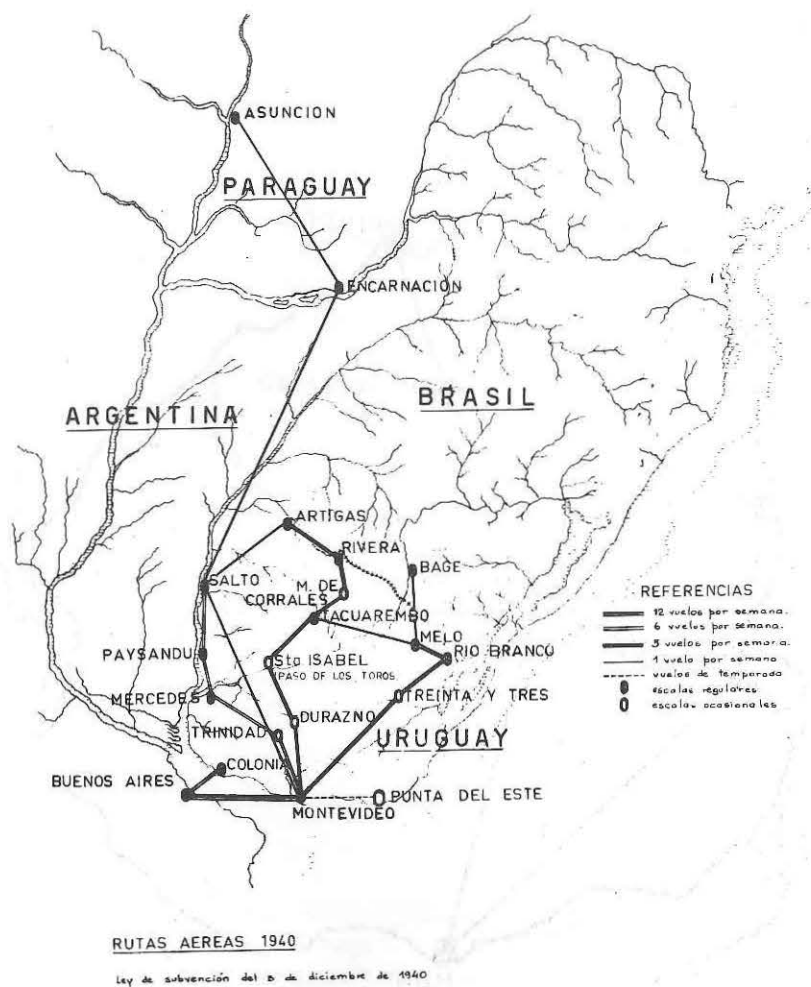 ASUNCION
PARAGUAY
ENCARNACION
ARGENTINA
BRASIL
ARTIGAS
RIVERA
BAGE
SALTO
M. DE
CORRALES
TACUAREMBO
MELO
RIO BRANCO
PAYSANDU
Sta ISABEL
(PASO DE LOS TOROS
MERCEDES
TREINTA Y TRES
TRINIDAD
DURAZNO
URUGUAY
COLONIA
BUENOS AIRES
MONTEVIDEO
PUNTA DEL ESTE
REFERENCIAS
12 vuelos por semana.
6 vuelos por semana.
3 vuelos por semana.
1 vuelo por semana
vuelos de temporada
escalas regulares
escalas ocasionales
RUTAS AEREAS 1940
Ley de subvención del 5 de diciembre de 1940